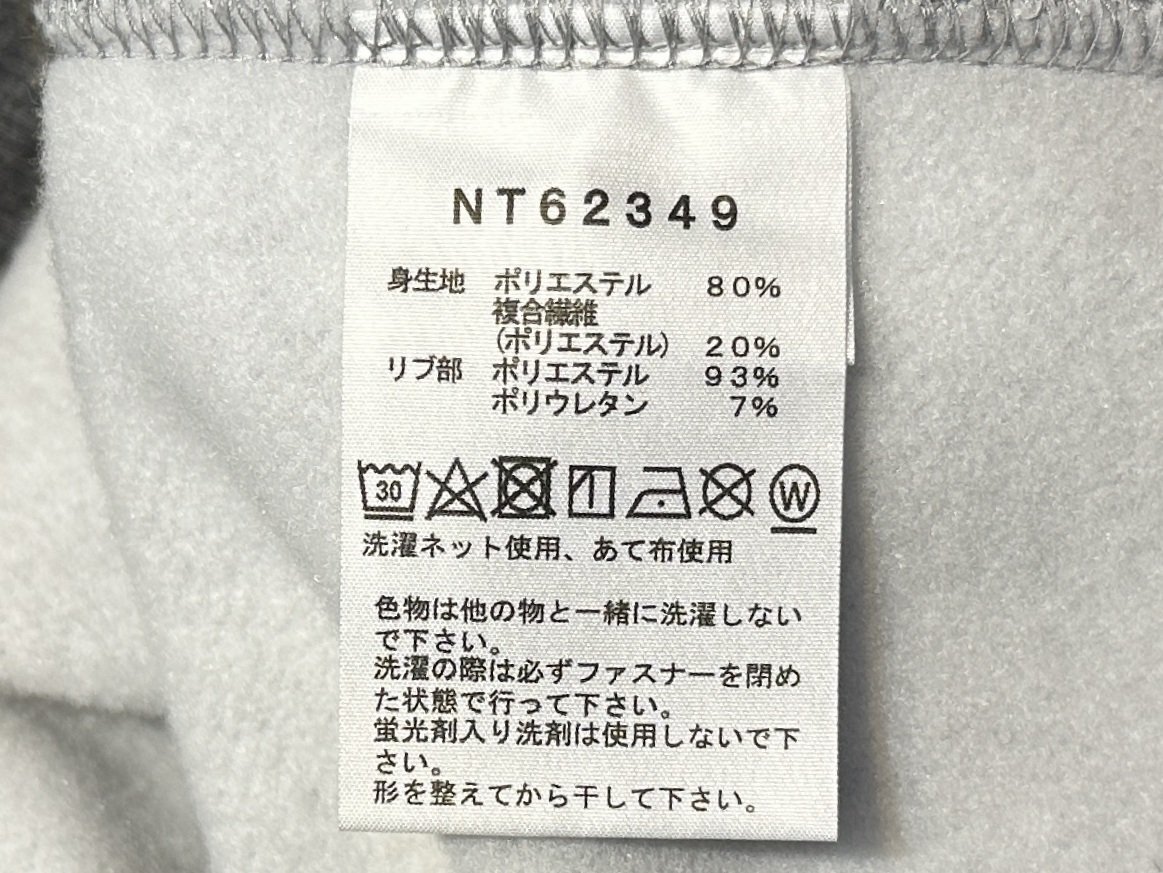 NT62349
身生地 ポリエステル 80%
複合繊維
(ポリエステル) 20%
リブ部 ポリエステル 93%
ポリウレタン 7%
30 W
洗濯ネット使用、あて布使用
色物は他の物と一緒に洗濯しない
で下さい。
洗濯の際は必ずファスナーを閉め
た状態で行って下さい。
蛍光剤入り洗剤は使用しないで下
さい。
形を整えてから干して下さい。